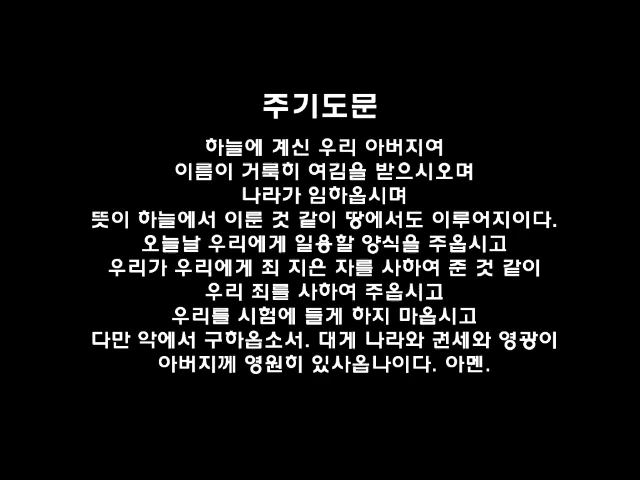 주기도문
하늘에 계신 우리 아버지여
이름이 거룩히 여김을 받으시오며
나라가 임하옵시며
뜻이 하늘에서 이룬 것 같이 땅에서도 이루어지이다.
오늘날 우리에게 일용할 양식을 주옵시고
우리가 우리에게 죄 지은 자를 사하여 준 것 같이
우리 죄를 사하여 주옵시고
우리를 시험에 들게 하지 마옵시고
다만 악에서 구하옵소서. 대게 나라와 권세와 영광이
아버지께 영원히 있사옵나이다. 아멘.